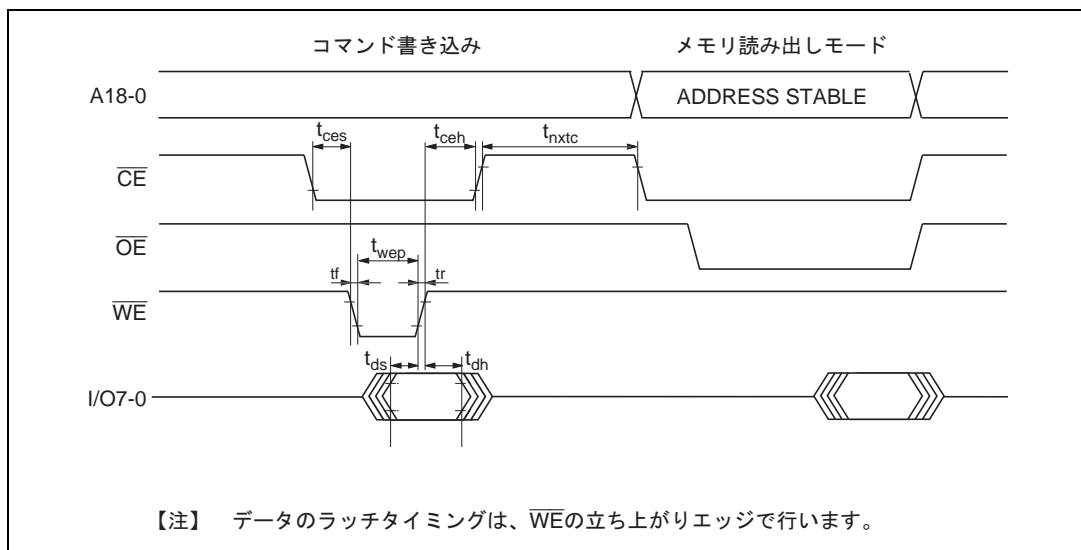 コマンド書き込み
メモリ読み出しモード
A18-0
ADDRESS STABLE
tces
tceh
tnxtc
CE
OE
twep
tf
tr
WE
tds
tdh
I/O7-0
【注】 データのラッチタイミングは、WEの立ち上がりエッジで行います。